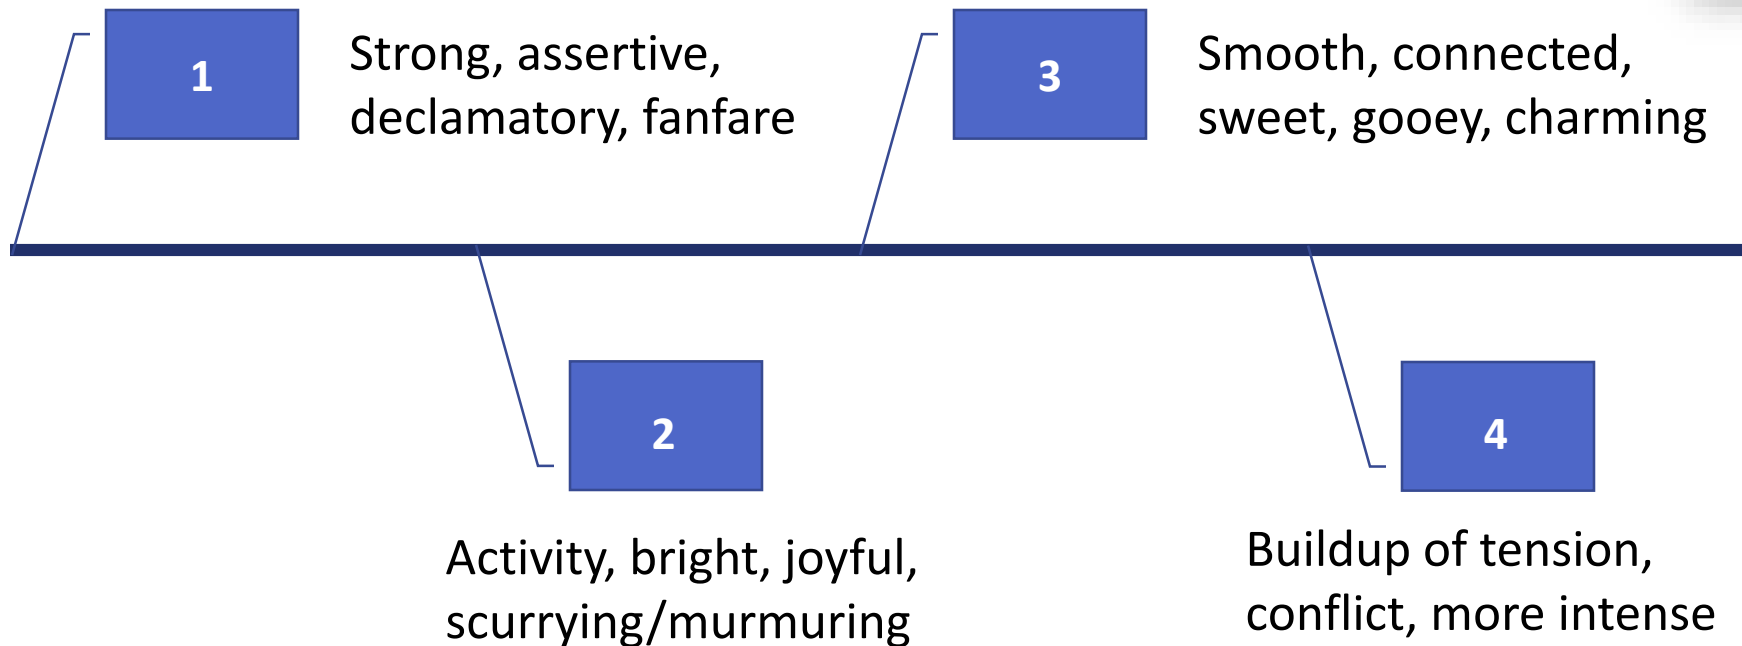 1
Strong, assertive,
declamatory, fanfare
2
Activity, bright, joyful,
scurrying/murmuring
3
Smooth, connected,
sweet, gooey, charming
4
Buildup of tension,
conflict, more intense